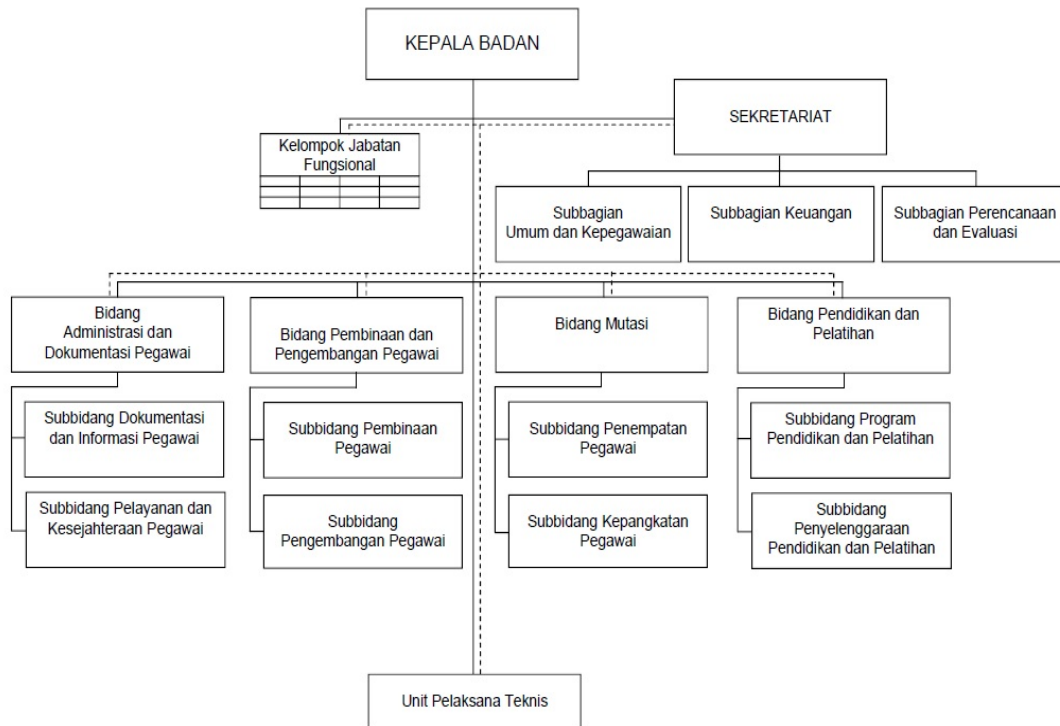 KEPALA BADAN
SEKRETARIAT
Kelompok Jabatan
Fungsional
Subbagian
Umum dan Kepegawaian
Subbagian Keuangan
Subbagian Perencanaan
dan Evaluasi
Bidang
Administrasi dan
Dokumentasi Pegawai
Bidang Pembinaan dan
Pengembangan Pegawai
Bidang Mutasi
Bidang Pendidikan dan
Pelatihan
Subbidang Dokumentasi
dan Informasi Pegawai
Subbidang Pembinaan
Pegawai
Subbidang Penempatan
Pegawai
Subbidang Program
Pendidikan dan Pelatihan
Subbidang Pelayanan dan
Kesejahteraan Pegawai
Subbidang
Pengembangan Pegawai
Subbidang Kepangkatan
Pegawai
Subbidang
Penyelenggaraan
Pendidikan dan Pelatihan
Unit Pelaksana Teknis